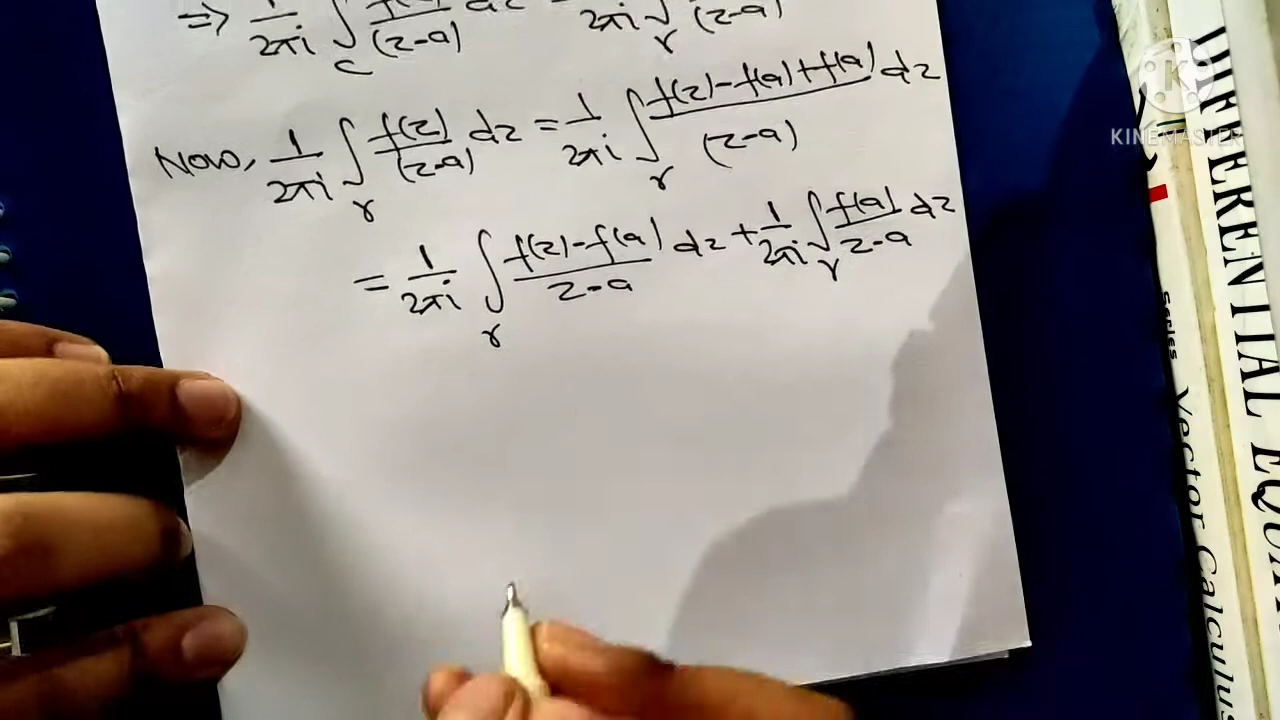 ⇒ 1/2πi ∫_C f(z)/(z-a) dz = 1/2πi ∫_γ (z-a)
Now, 1/2πi ∫_γ f(z)/(z-a) dz = 1/2πi ∫_γ f(z)-f(a)+f(a)/(z-a) dz
= 1/2πi ∫_γ f(z)-f(a)/z-a dz + 1/2πi ∫_γ f(a)/z-a dz
K
KINEMASTER
Series Vector Calculus
DIFFERENTIAL EQUA